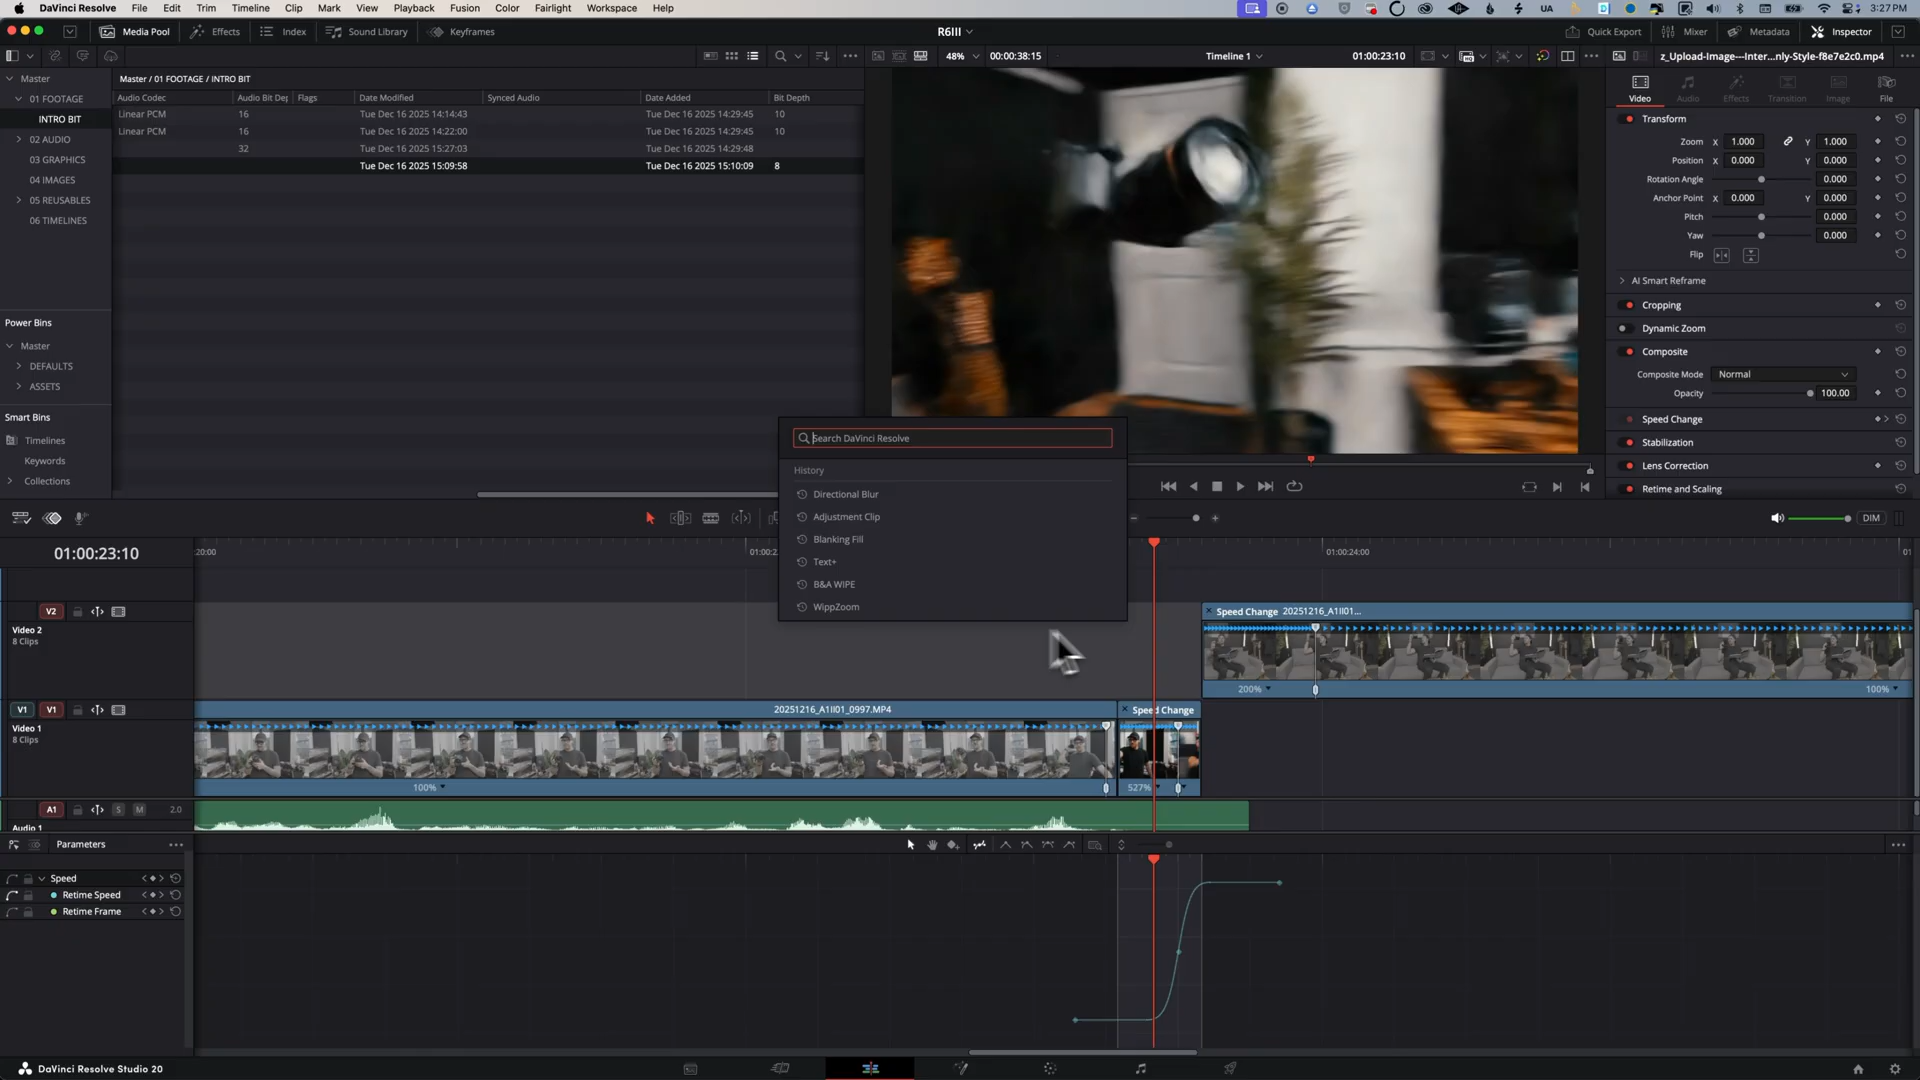 DaVinci Resolve File Edit Trim Timeline Clip Mark View Playback Fusion Color Fairlight Workspace Help UA 3:27PM
Media Pool Effects Index Sound Library Keyframes R6III Quick Export Mixer Metadata Inspector
48% 00:00:38:15 Timeline 1 01:00:23:10 z_Upload-Image---Inter...nly-Style-f8e7e2c0.mp4
Master Master / 01 FOOTAGE / INTRO BIT
01 FOOTAGE
INTRO BIT
02 AUDIO
03 GRAPHICS
04 IMAGES
05 REUSABLES
06 TIMELINES
Audio Codec Audio Bit Dep Flags Date Modified Synced Audio Date Added Bit Depth
Linear PCM 16 Tue Dec 16 2025 14:14:43 Tue Dec 16 2025 14:29:45 10
Linear PCM 16 Tue Dec 16 2025 14:22:00 Tue Dec 16 2025 14:29:45 10
32 Tue Dec 16 2025 15:27:03 Tue Dec 16 2025 14:29:48
Tue Dec 16 2025 15:09:58 Tue Dec 16 2025 15:10:09 8
Power Bins
Master
DEFAULTS
ASSETS
Smart Bins
Timelines
Keywords
Collections
Video Audio Effects Transition Image File
Transform
Zoom X 1.000 Y 1.000
Position X 0.000 Y 0.000
Rotation Angle 0.000
Anchor Point X 0.000 Y 0.000
Pitch 0.000
Yaw 0.000
Flip
AI Smart Reframe
Cropping
Dynamic Zoom
Composite
Composite Mode Normal
Opacity 100.00
Speed Change
Stabilization
Lens Correction
Retime and Scaling
Search DaVinci Resolve
History
Directional Blur
Adjustment Clip
Blanking Fill
Text+
B&A WIPE
WippZoom
DIM
01:00:23:10 :20:00 01:00:2 01:00:24:00 01
V2
Video 2
8 Clips
Speed Change 20251216_A1II01...
200% 100%
V1 V1
Video 1
8 Clips
20251216_A1II01_0997.MP4 Speed Change
100% 527%
A1 S M 2.0
Audio 1
Parameters
Speed
Retime Speed
Retime Frame
DaVinci Resolve Studio 20